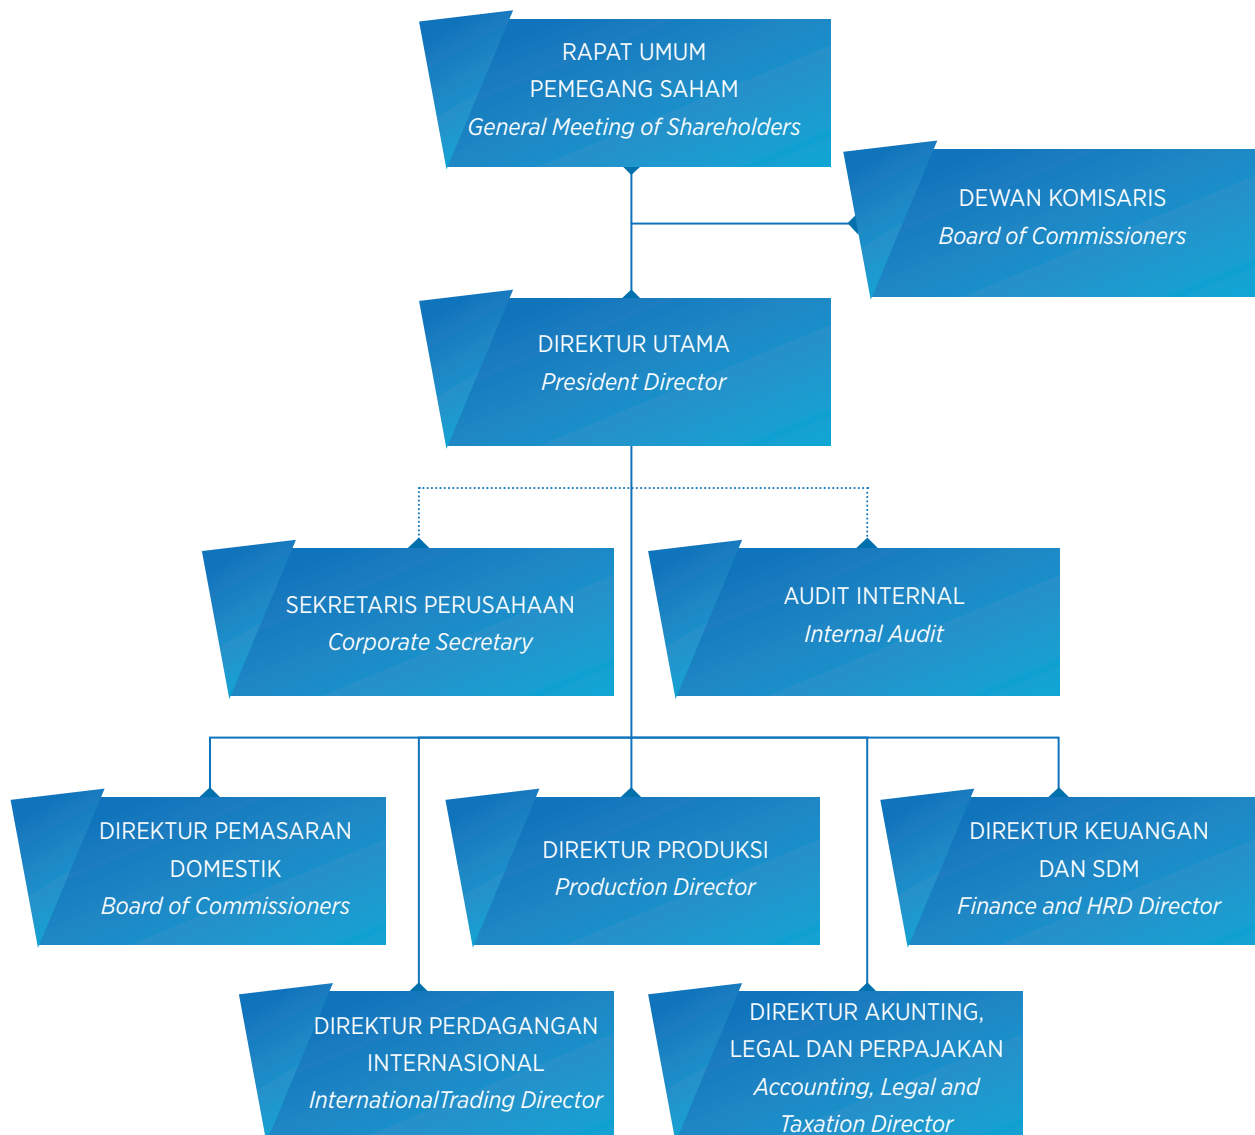 RAPAT UMUM
PEMEGANG SAHAM
General Meeting of Shareholders
DEWAN KOMISARIS
Board of Commissioners
DIREKTUR UTAMA
President Director
SEKRETARIS PERUSAHAAN
Corporate Secretary
AUDIT INTERNAL
Internal Audit
DIREKTUR PEMASARAN
DOMESTIK
Board of Commissioners
DIREKTUR PRODUKSI
Production Director
DIREKTUR KEUANGAN
DAN SDM
Finance and HRD Director
DIREKTUR PERDAGANGAN
INTERNASIONAL
InternationalTrading Director
DIREKTUR AKUNTING,
LEGAL DAN PERPAJAKAN
Accounting, Legal and
Taxation Director